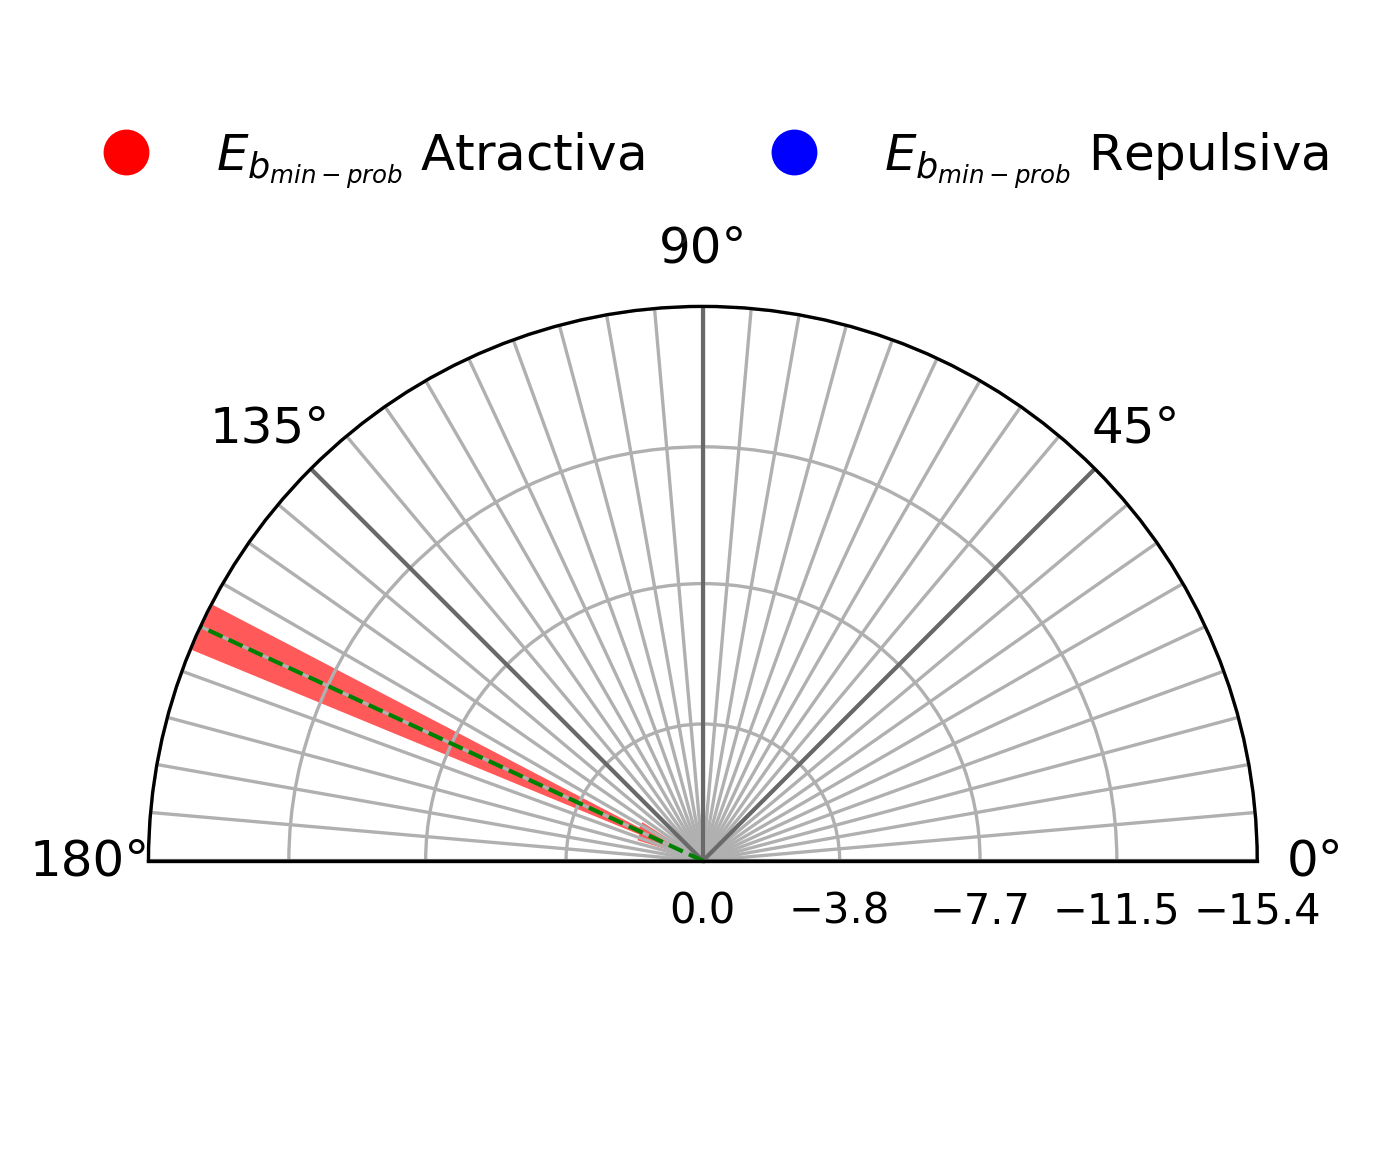 E_{b_{min−prob}} Atractiva E_{b_{min−prob}} Repulsiva
90°
135° 45°
180° 0°
0.0 −3.8 −7.7 −11.5 −15.4